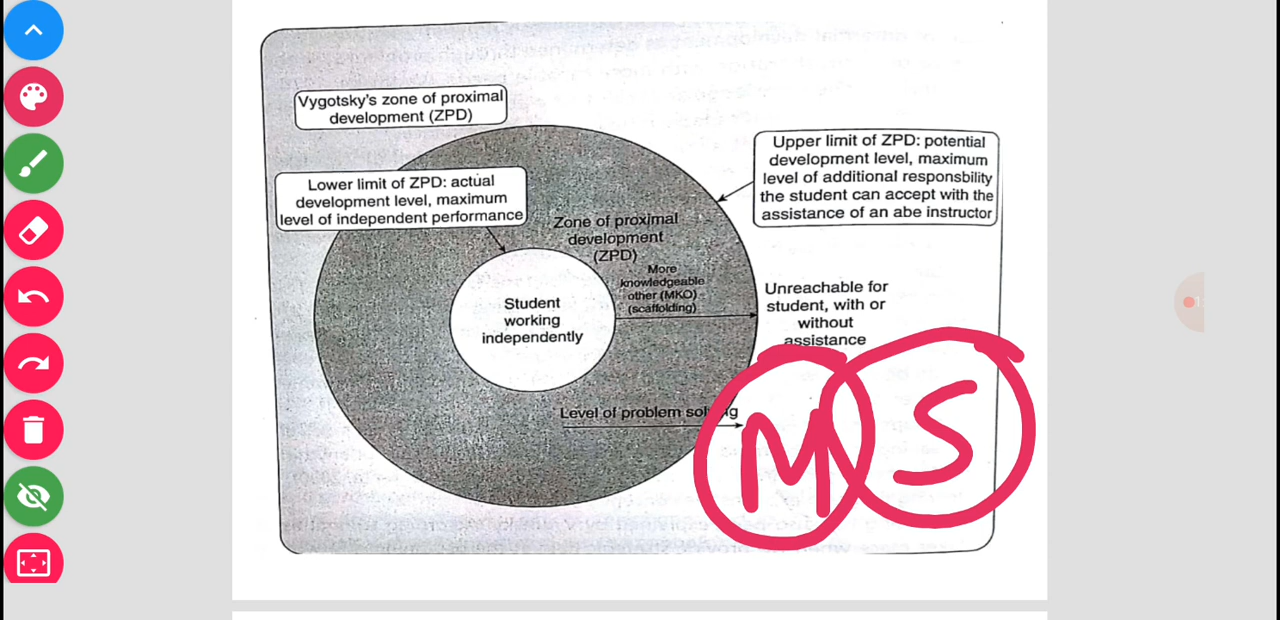 Vygotsky's zone of proximal
development (ZPD)
Lower limit of ZPD: actual
development level, maximum
level of independent performance
Upper limit of ZPD: potential
development level, maximum
level of additional responsbility
the student can accept with the
assistance of an abe instructor
Zone of proximal
development
(ZPD)
More
knowledgeable
other (MKO)
(scaffolding)
Student
working
independently
Unreachable for
student, with or
without
assistance
Level of problem solving
M S